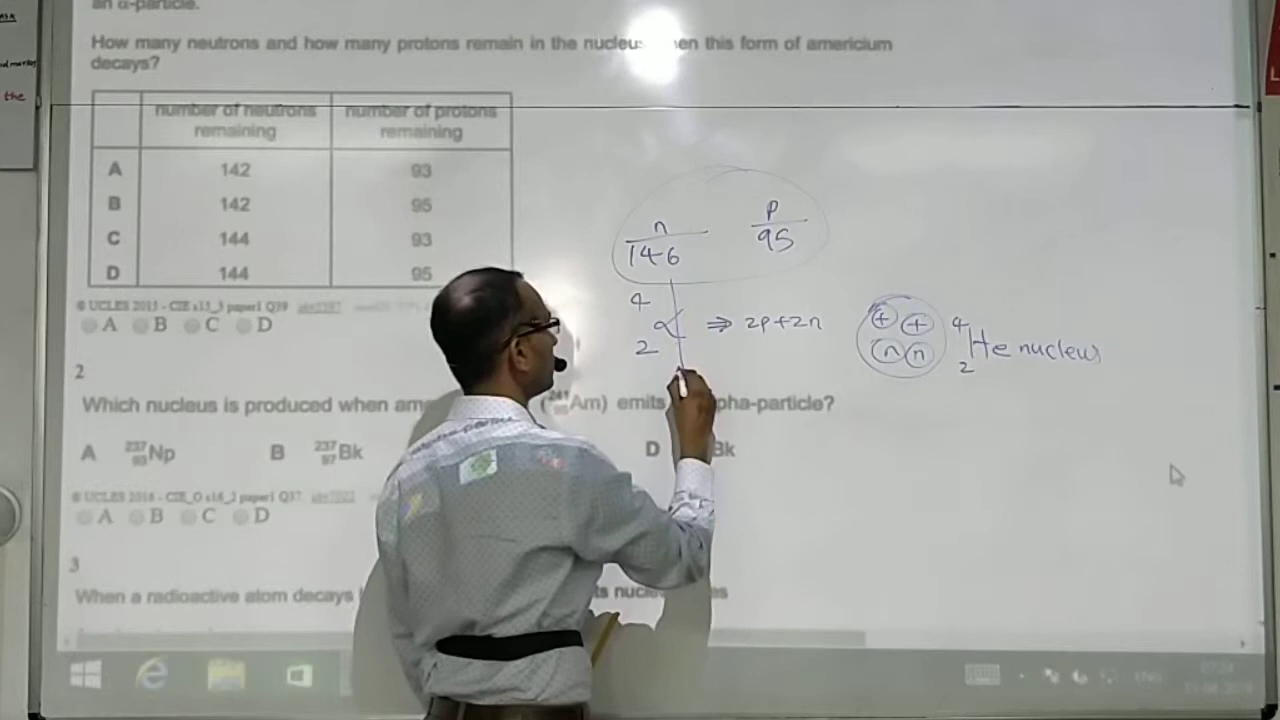 an α-particle.
How many neutrons and how many protons remain in the nucleus when this form of americium
decays?
number of neutrons remaining number of protons remaining
A 142 93
B 142 95
C 144 93
D 144 95
© UCLES 2015 - CIE s15_3 paper1 Q39
A B C D
2
Which nucleus is produced when am Am) emits pha-particle?
A 237 93 Np B 237 97 Bk D Bk
© UCLES 2016 - CIE_O s16_2 paper1 Q37
A B C D
3
When a radioactive atom decays
n p
146 95
4
α ⇒ 2p+2n
2
+ +
n n
4 2 He nucleus
the